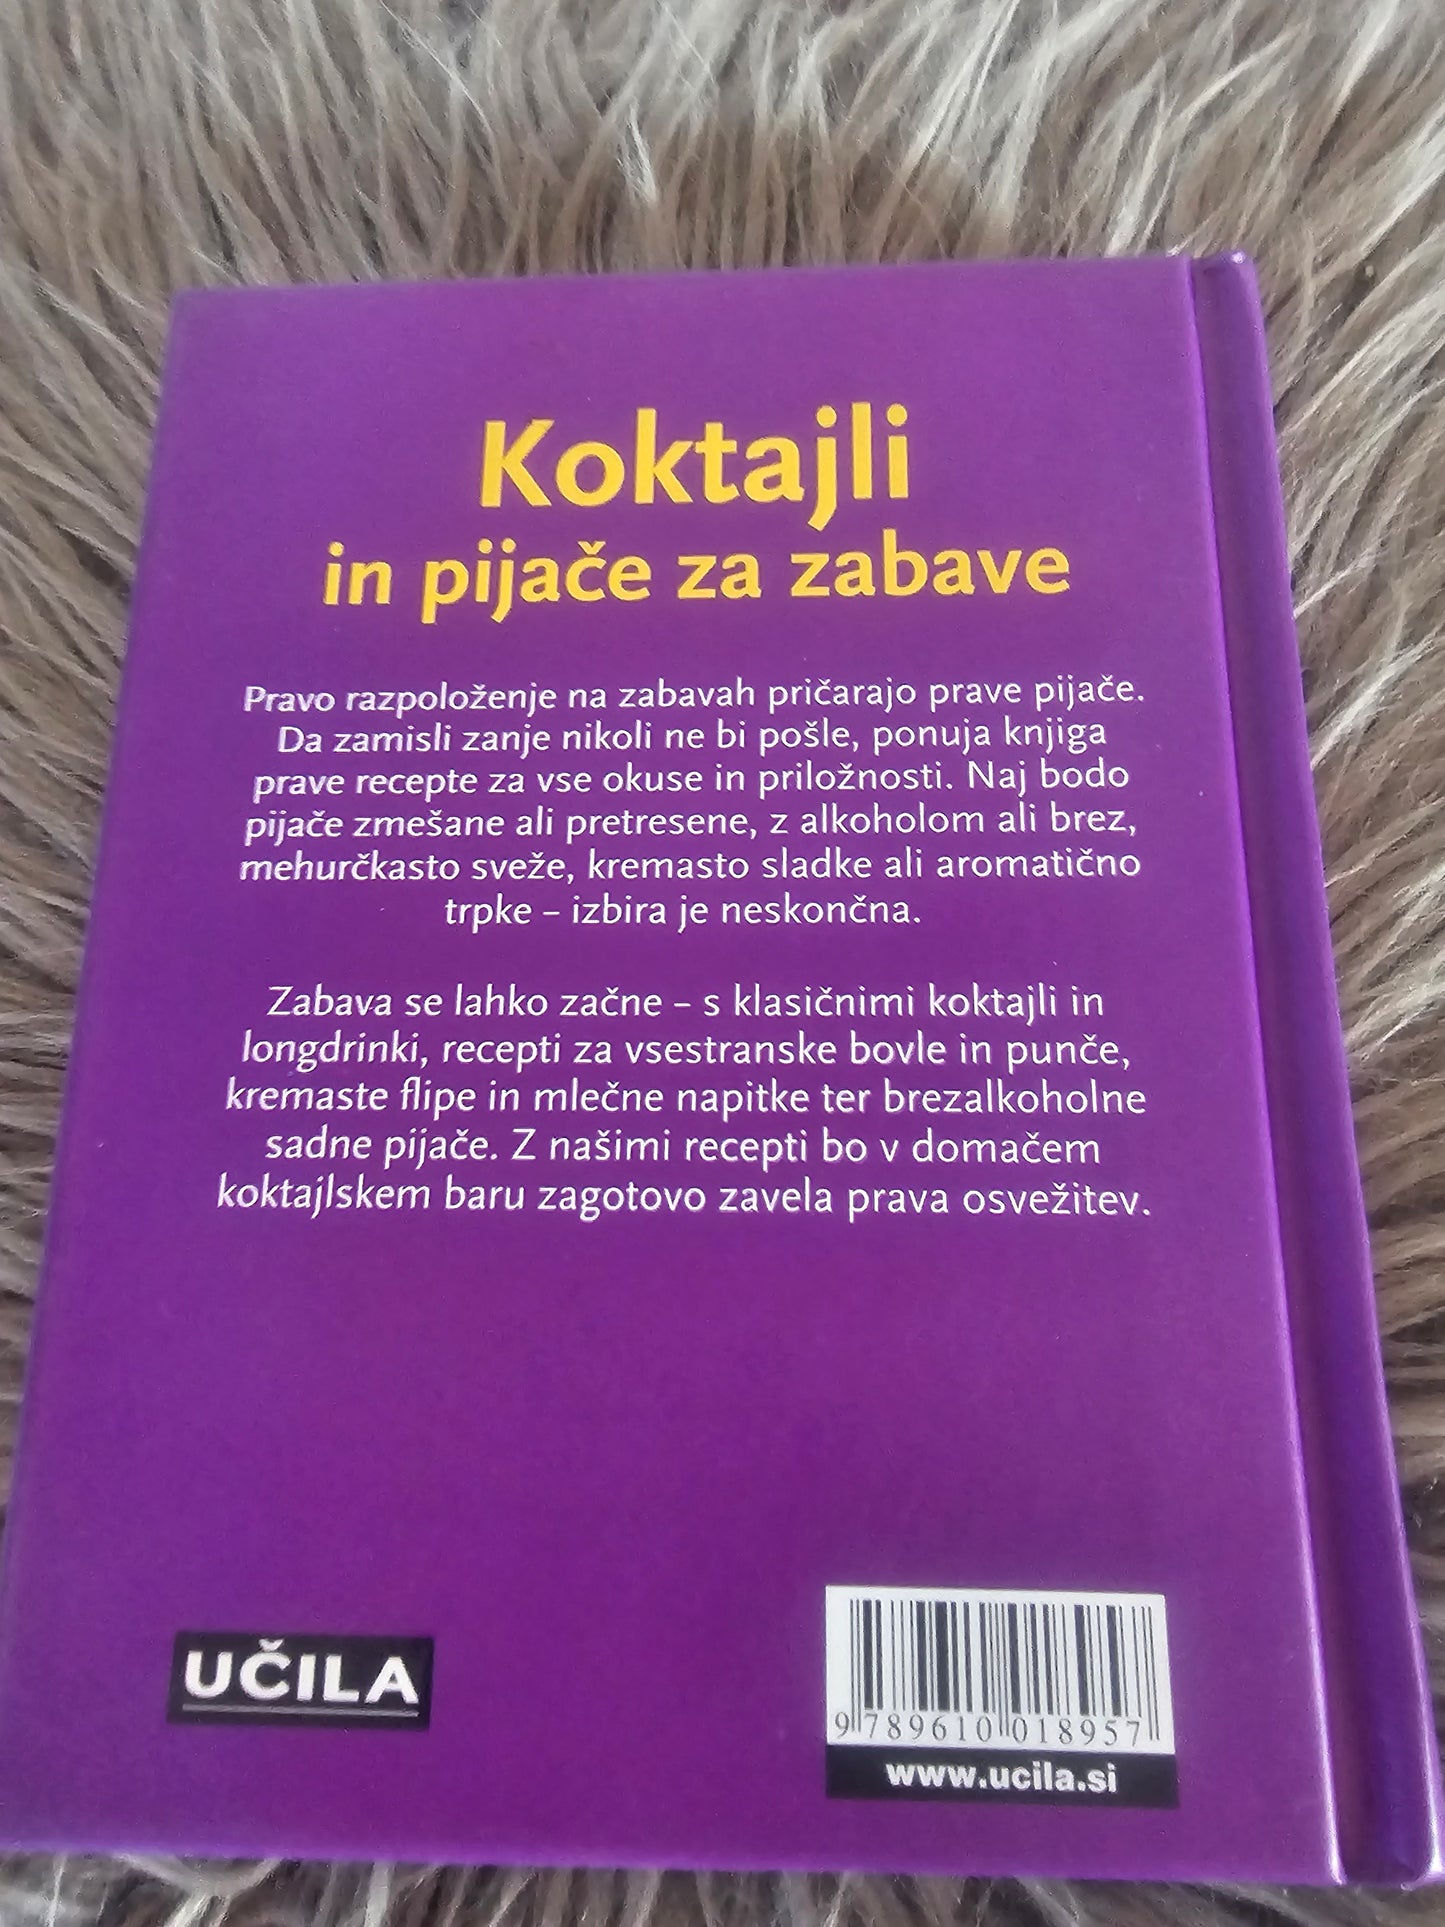 Koktajli
in pijače za zabave
Pravo razpoloženje na zabavah pričarajo prave pijače.
Da zamisli zanje nikoli ne bi pošle, ponuja knjiga
prave recepte za vse okuse in priložnosti. Naj bodo
pijače zmešane ali pretresene, z alkoholom ali brez,
mehurčkasto sveže, kremasto sladke ali aromatično
trpke – izbira je neskončna.
Zabava se lahko začne – s klasičnimi koktajli in
longdrinki, recepti za vsestranske bovle in punče,
kremaste flipe in mlečne napitke ter brezalkoholne
sadne pijače. Z našimi recepti bo v domačem
koktajlskem baru zagotovo zavela prava osvežitev.
UČILA
9 789610 018957
www.ucila.si